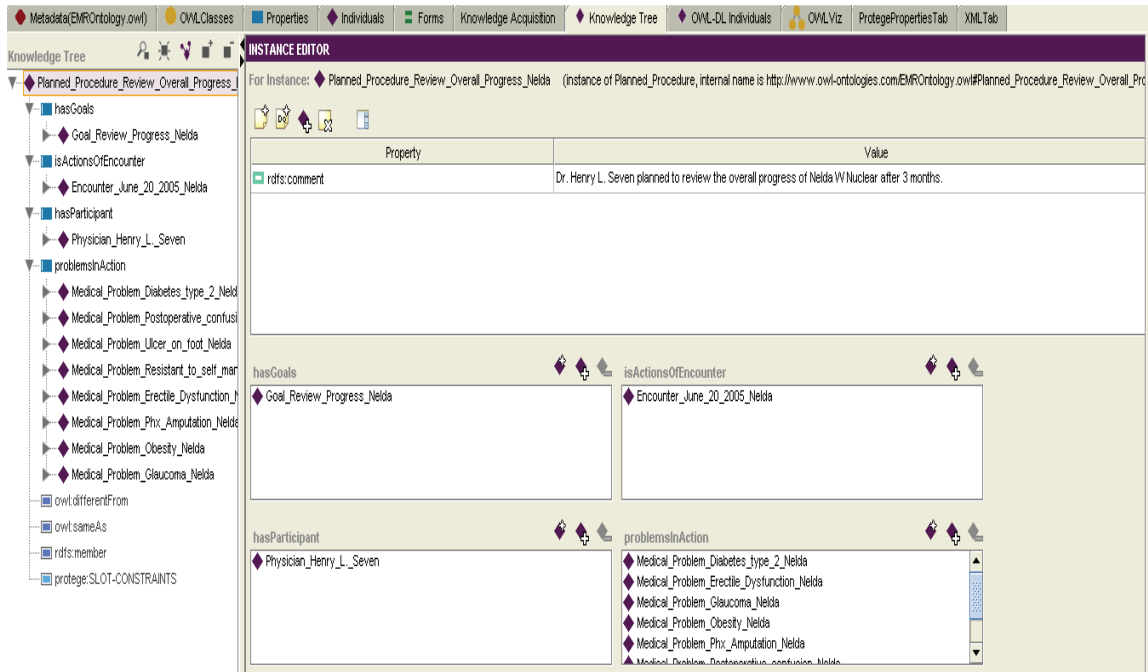 Metadata(EMROntology.owl) OWLClasses Properties Individuals Forms Knowledge Acquisition Knowledge Tree OWL-DL Individuals OWLViz ProtegePropertiesTab XMLTab
Knowledge Tree
Planned_Procedure_Review_Overall_Progress_
hasGoals
Goal_Review_Progress_Nelda
isActionsOfEncounter
Encounter_June_20_2005_Nelda
hasParticipant
Physician_Henry_L._Seven
problemsInAction
Medical_Problem_Diabetes_type_2_Neld
Medical_Problem_Postoperative_confusi
Medical_Problem_Ulcer_on_foot_Nelda
Medical_Problem_Resistant_to_self_mar
Medical_Problem_Erectile_Dysfunction_N
Medical_Problem_Phx_Amputation_Nelda
Medical_Problem_Obesity_Nelda
Medical_Problem_Glaucoma_Nelda
owl:differentFrom
owl:sameAs
rdfs:member
protege:SLOT-CONSTRAINTS
INSTANCE EDITOR
For Instance: Planned_Procedure_Review_Overall_Progress_Nelda (instance of Planned_Procedure, internal name is http://www.owl-ontologies.com/EMROntology.owl#Planned_Procedure_Review_Overall_Pro
Property Value
rdfs:comment Dr. Henry L. Seven planned to review the overall progress of Nelda W Nuclear after 3 months.
hasGoals
Goal_Review_Progress_Nelda
isActionsOfEncounter
Encounter_June_20_2005_Nelda
hasParticipant
Physician_Henry_L._Seven
problemsInAction
Medical_Problem_Diabetes_type_2_Nelda
Medical_Problem_Erectile_Dysfunction_Nelda
Medical_Problem_Glaucoma_Nelda
Medical_Problem_Obesity_Nelda
Medical_Problem_Phx_Amputation_Nelda
Medical_Problem_Postoperative_confusion_Nelda